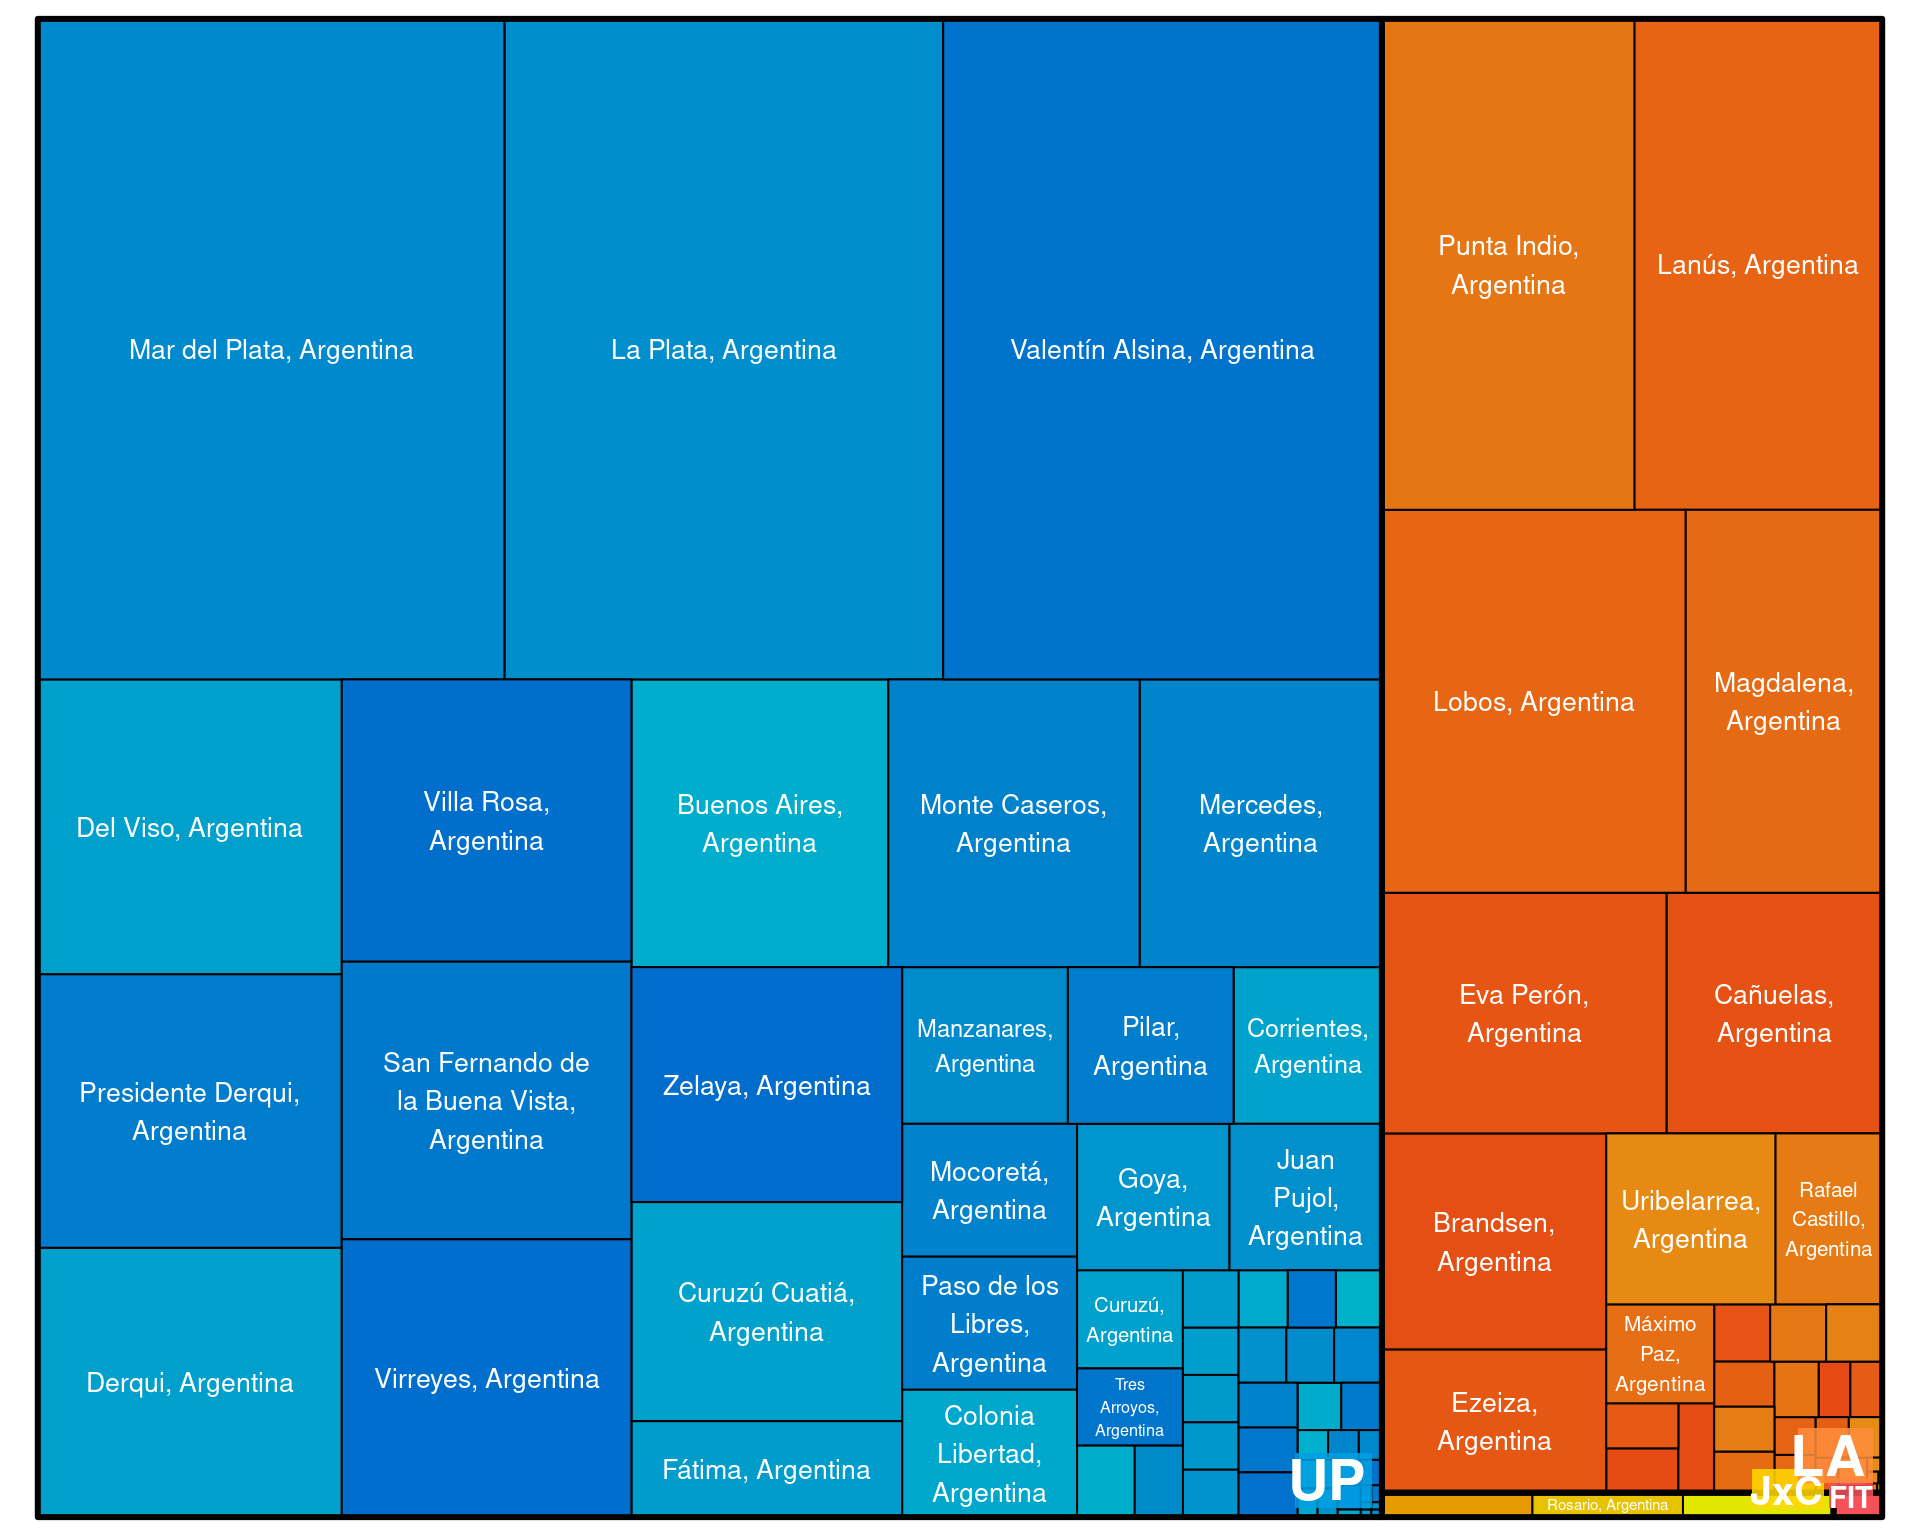 Mar del Plata, Argentina
La Plata, Argentina
Valentín Alsina, Argentina
Punta Indio,
Argentina
Lanús, Argentina
Lobos, Argentina
Magdalena,
Argentina
Del Viso, Argentina
Villa Rosa,
Argentina
Buenos Aires,
Argentina
Monte Caseros,
Argentina
Mercedes,
Argentina
Eva Perón,
Argentina
Cañuelas,
Argentina
Presidente Derqui,
Argentina
San Fernando de
la Buena Vista,
Argentina
Zelaya, Argentina
Manzanares,
Argentina
Pilar,
Argentina
Corrientes,
Argentina
Mocoretá,
Argentina
Goya,
Argentina
Juan
Pujol,
Argentina
Brandsen,
Argentina
Uribelarrea,
Argentina
Rafael
Castillo,
Argentina
Derqui, Argentina
Virreyes, Argentina
Curuzú Cuatiá,
Argentina
Fátima, Argentina
Paso de los
Libres,
Argentina
Colonia
Libertad,
Argentina
Curuzú,
Argentina
Tres
Arroyos,
Argentina
Máximo
Paz,
Argentina
Ezeiza,
Argentina
UP
LA
JxC
FIT
Rosario, Argentina